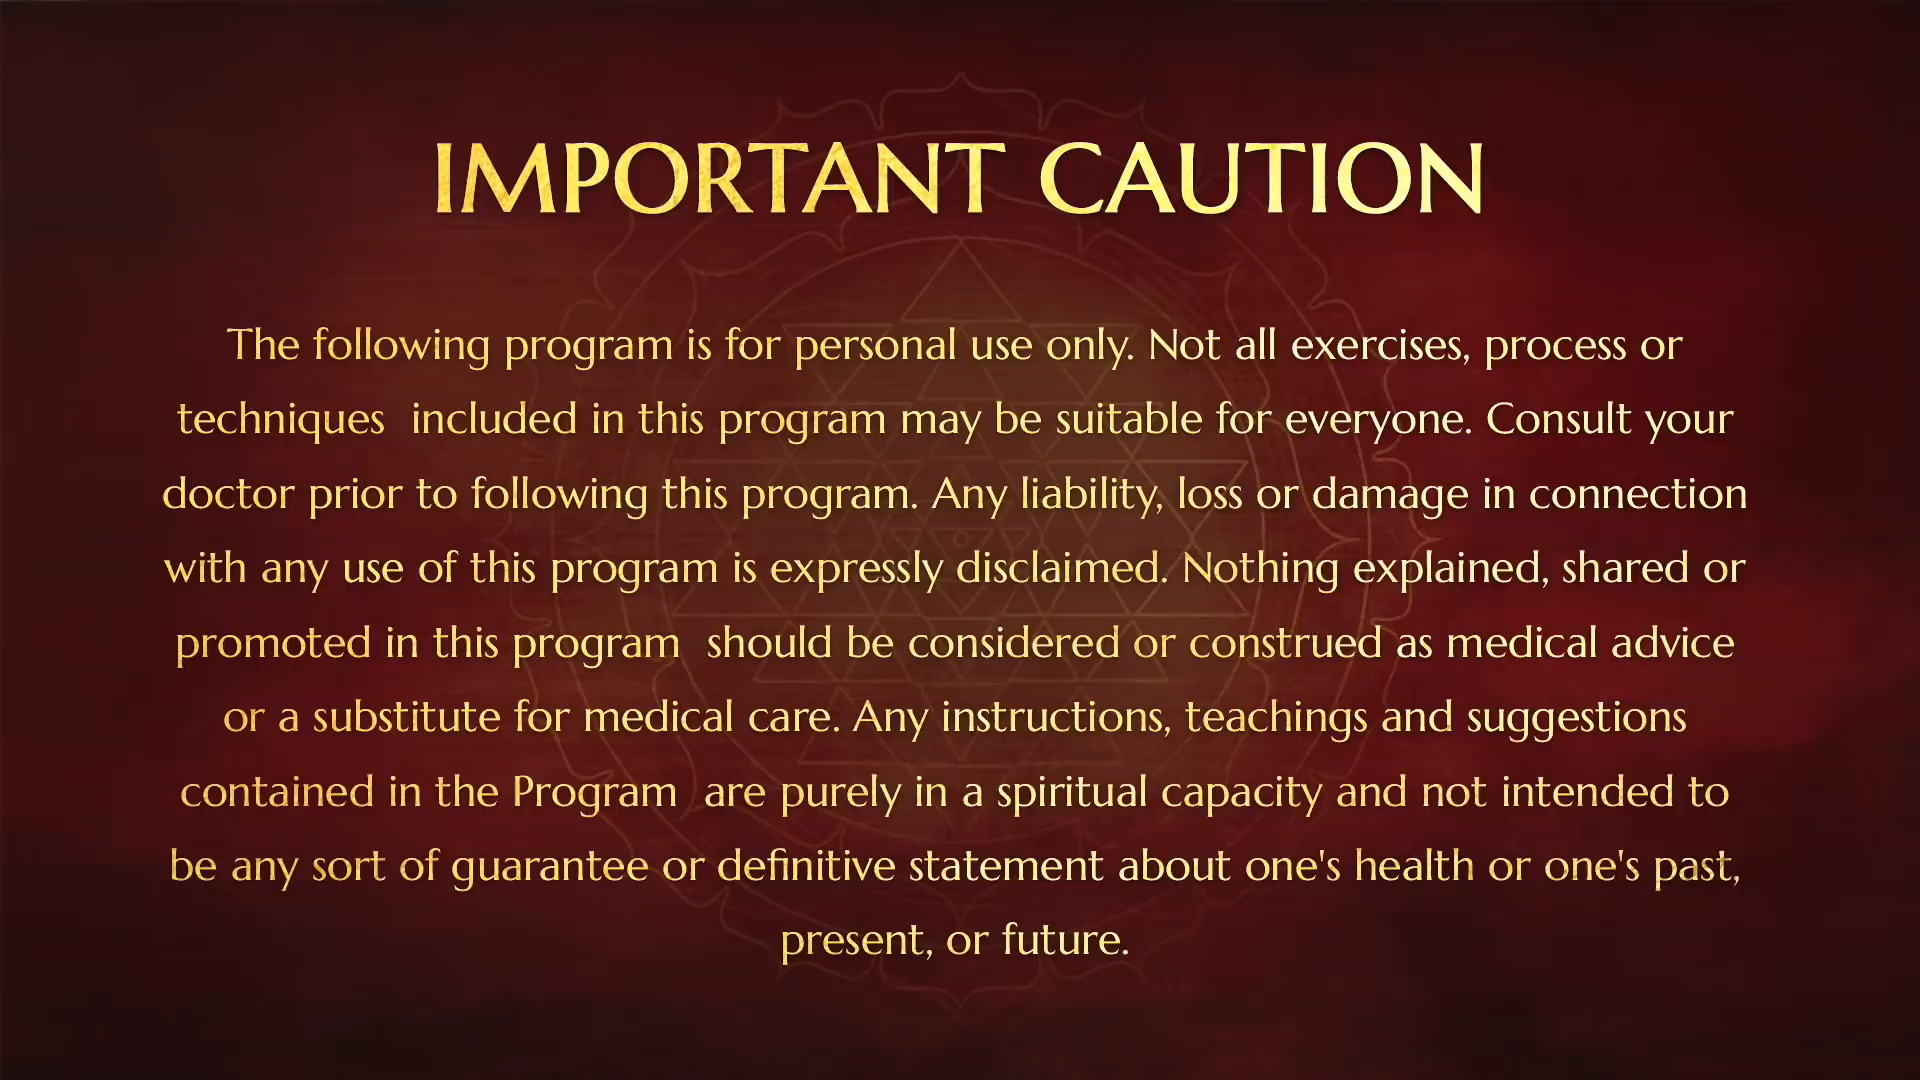 IMPORTANT CAUTION
The following program is for personal use only. Not all exercises, process or
techniques  included in this program may be suitable for everyone. Consult your
doctor prior to following this program. Any liability, loss or damage in connection
with any use of this program is expressly disclaimed. Nothing explained, shared or
promoted in this program  should be considered or construed as medical advice
or a substitute for medical care. Any instructions, teachings and suggestions
contained in the Program  are purely in a spiritual capacity and not intended to
be any sort of guarantee or definitive statement about one's health or one's past,
present, or future.